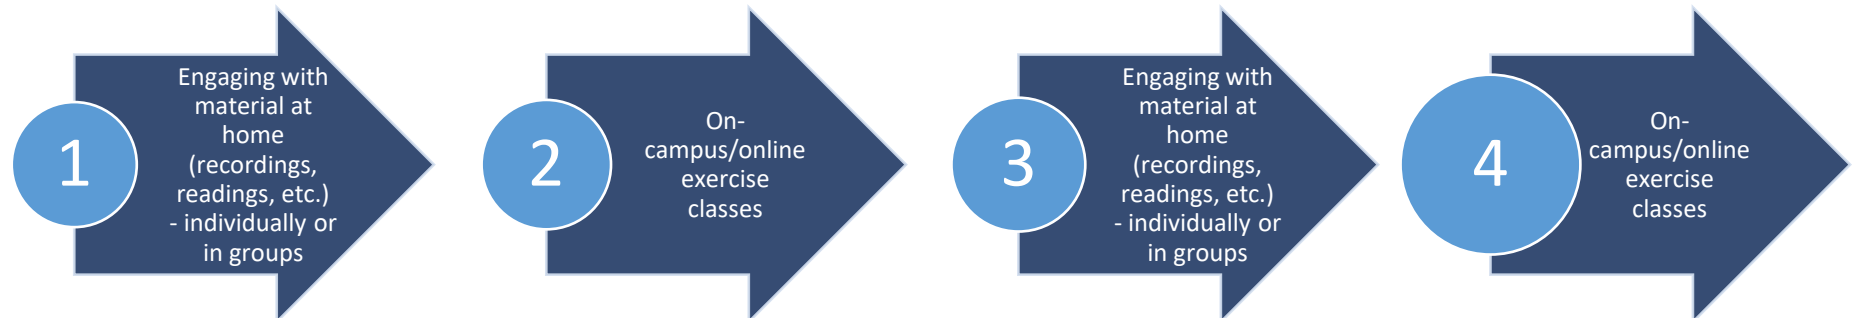 1
Engaging with
material at
home
(recordings,
readings, etc.)
- individually or
in groups
2
On-
campus/online
exercise
classes
3
Engaging with
material at
home
(recordings,
readings, etc.)
- individually or
in groups
4
On-
campus/online
exercise
classes